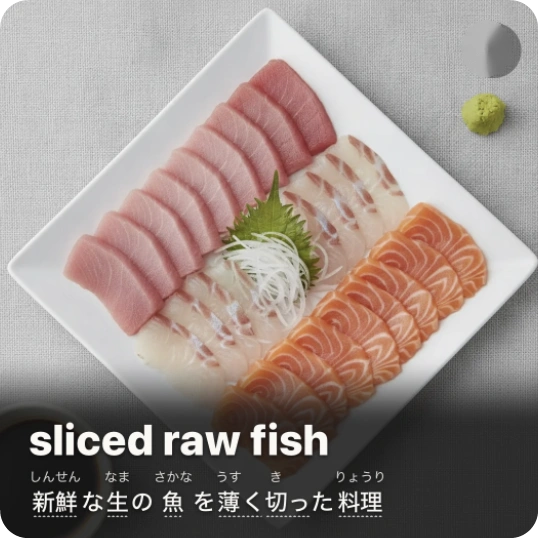 sliced raw fish
しんせん なま さかな うす き りょうり
新鮮な生の魚を薄く切った料理